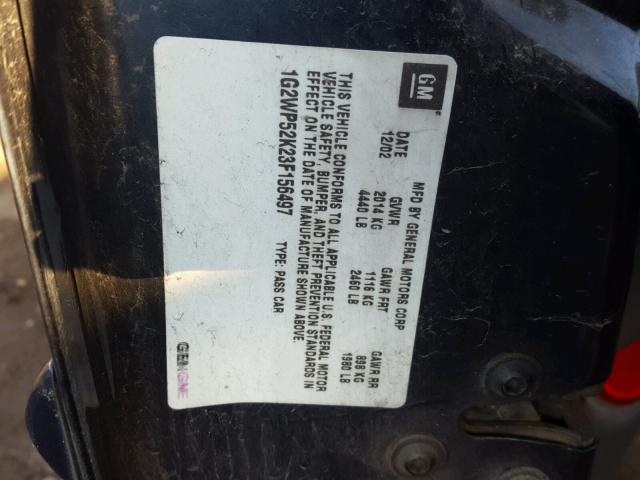 GM
MFD BY GENERAL MOTORS CORP
DATE GVWR GAWR FRT GAWR RR
12/02 2014 KG 1116 KG 898 KG
4440 LB 2460 LB 1980 LB
THIS VEHICLE CONFORMS TO ALL APPLICABLE U.S. FEDERAL MOTOR
VEHICLE SAFETY, BUMPER, AND THEFT PREVENTION STANDARDS IN
EFFECT ON THE DATE OF MANUFACTURE SHOWN ABOVE.
1G2WP52K23F156497 TYPE: PASS CAR